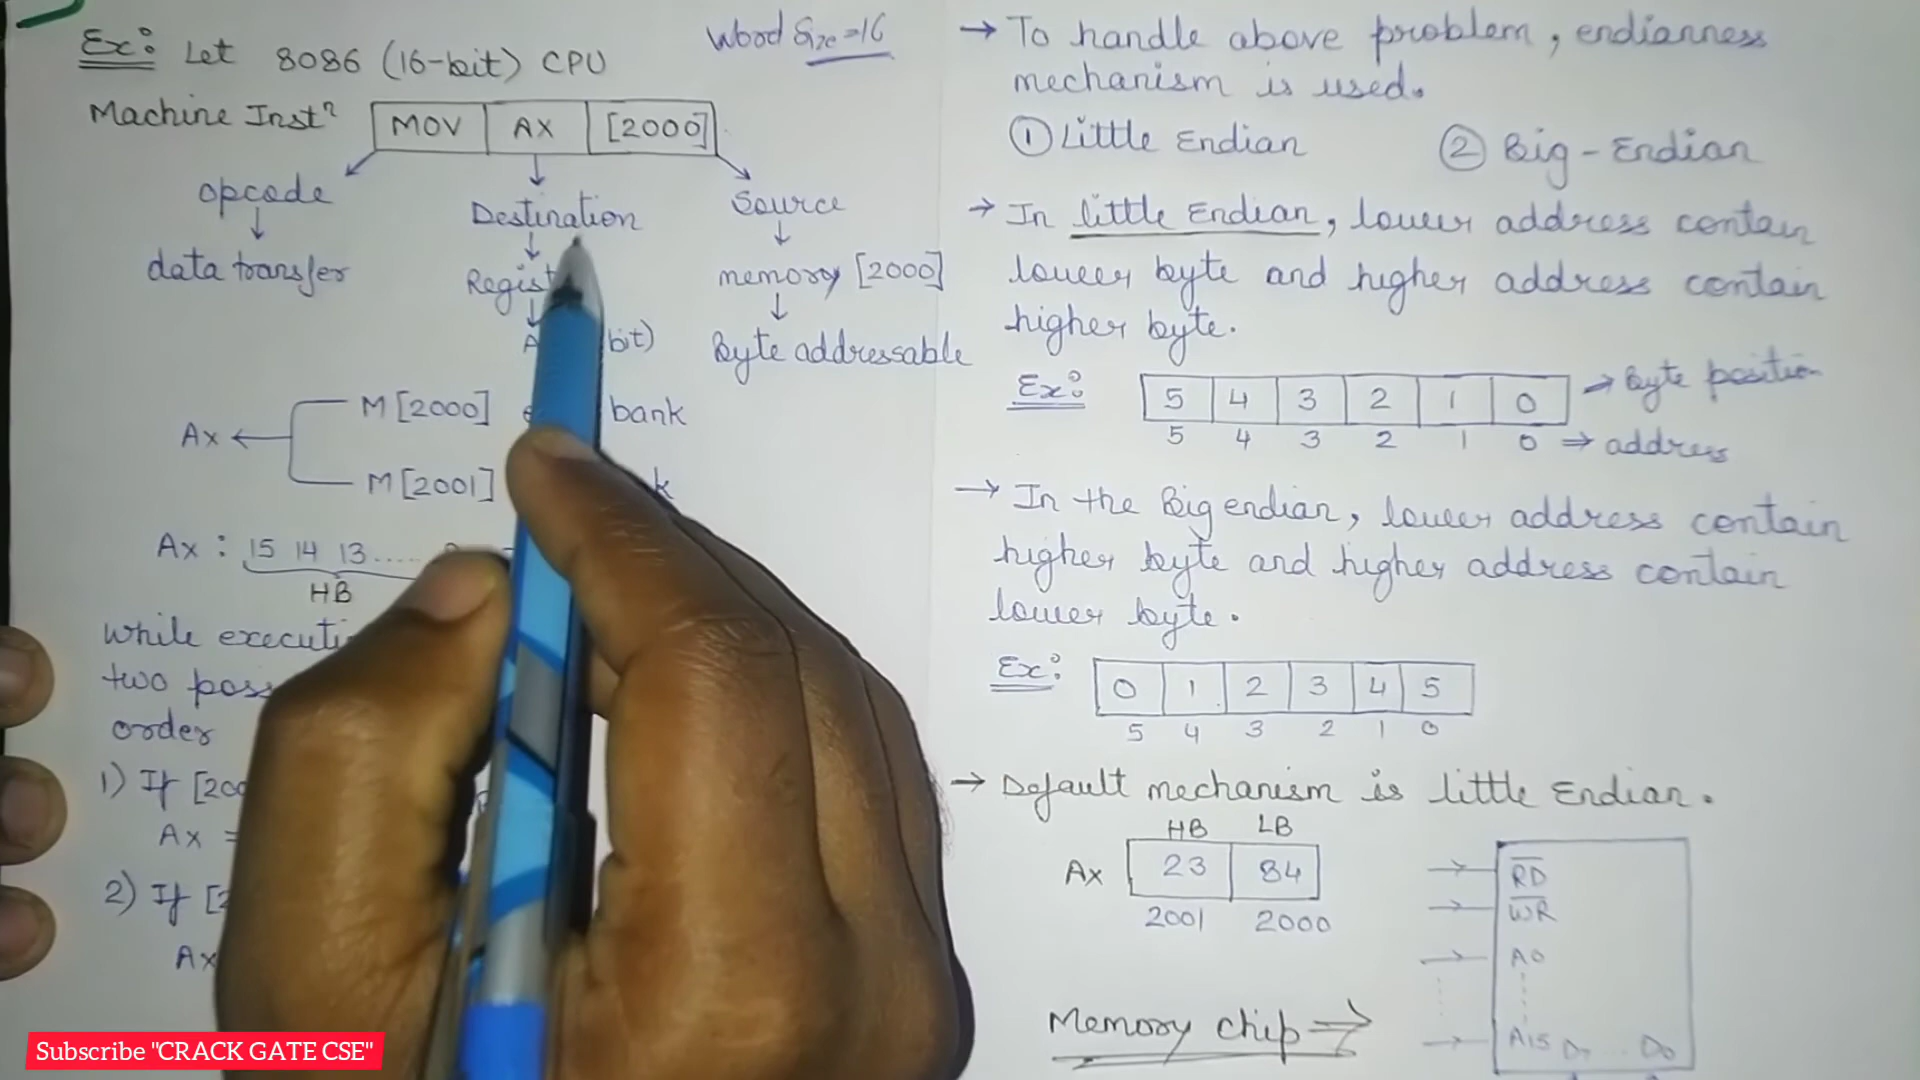 Ex: Let 8086 (16-bit) CPU
Word Size=16
Machine Instn
MOV AX [2000]
opcode
Destination
Source
data transfer
memory [2000]
bit)
Byte addressable
M[2000]
bank
AX ←
M[2001]
AX : 15 14 13.....
HB
while
two
order
1) If
AX =
2) If
AX
→ To handle above problem, endianness
mechanism is used.
① Little Endian ② Big-Endian
→ In little Endian, lower address contain
lower byte and higher address contain
higher byte.
Ex: 5 4 3 2 1 0 → Byte position
5 4 3 2 1 0 ⇒ address
→ In the Big endian, lower address contain
higher byte and higher address contain
lower byte.
Ex: 0 1 2 3 4 5
5 4 3 2 1 0
→ Default mechanism is little Endian.
HB LB
AX 23 84
2001 2000
RD
WR
A0
A15 D7 ... D0
Memory chip ⇒
Subscribe "CRACK GATE CSE"